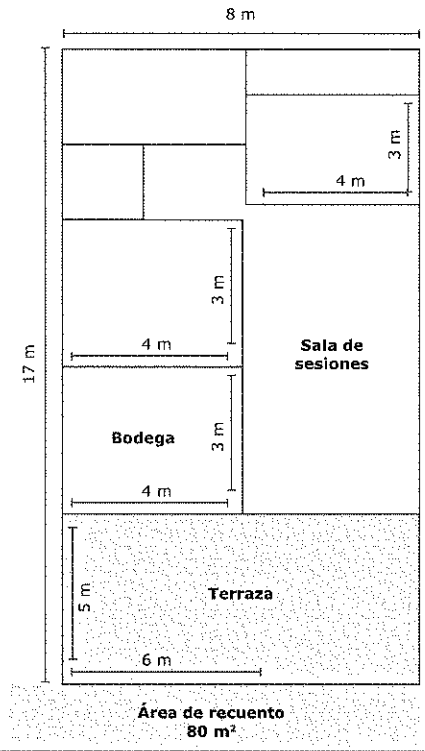 8 m
3 m
4 m
17 m
3 m
4 m
Sala de
sesiones
Bodega
3 m
4 m
Terraza
5 m
6 m
Área de recuento
80 m²